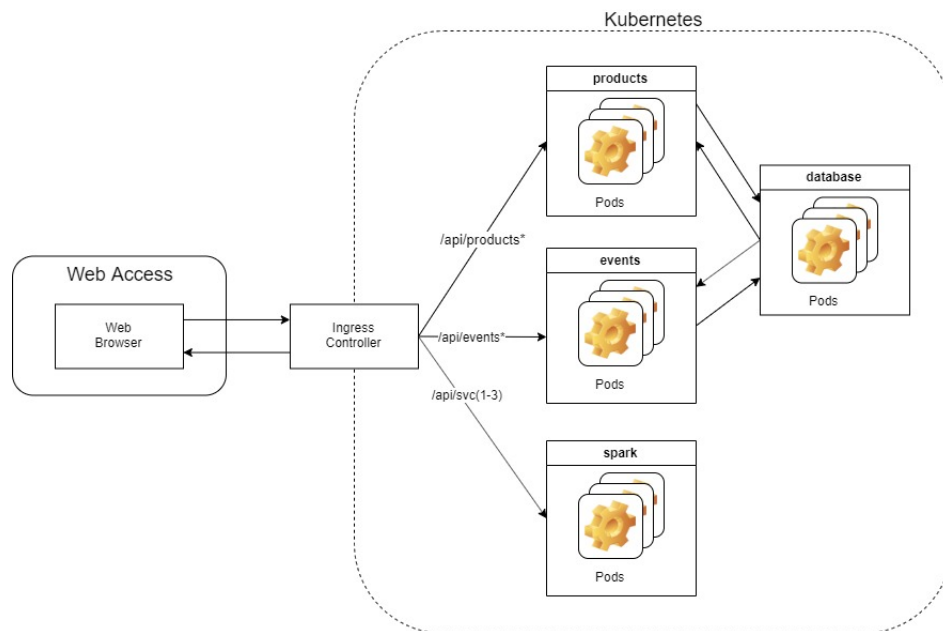 Kubernetes
products
Pods
database
Pods
/api/products*
events
Pods
Web Access
Web
Browser
Ingress
Controller
/api/events*
/api/svc(1-3)
spark
Pods